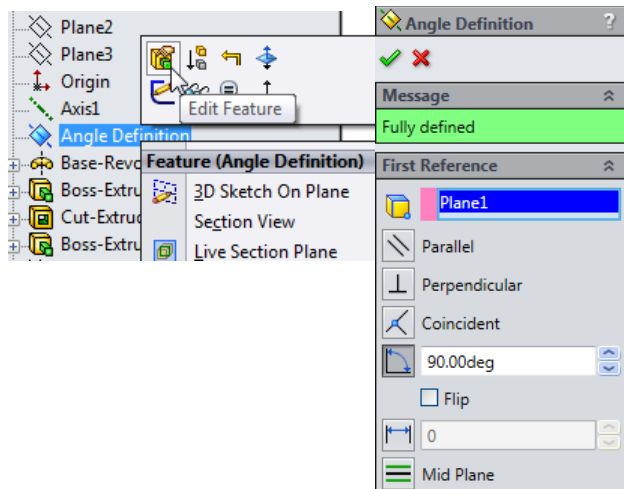 Plane2
Plane3
Origin
Axis1
Angle Definition
Base-Revo
Boss-Extru
Cut-Extrud
Boss-Extru
Edit Feature
Feature (Angle Definition)
3D Sketch On Plane
Section View
Live Section Plane
Angle Definition ?
Message
Fully defined
First Reference
Plane1
Parallel
Perpendicular
Coincident
90.00deg
Flip
0
Mid Plane